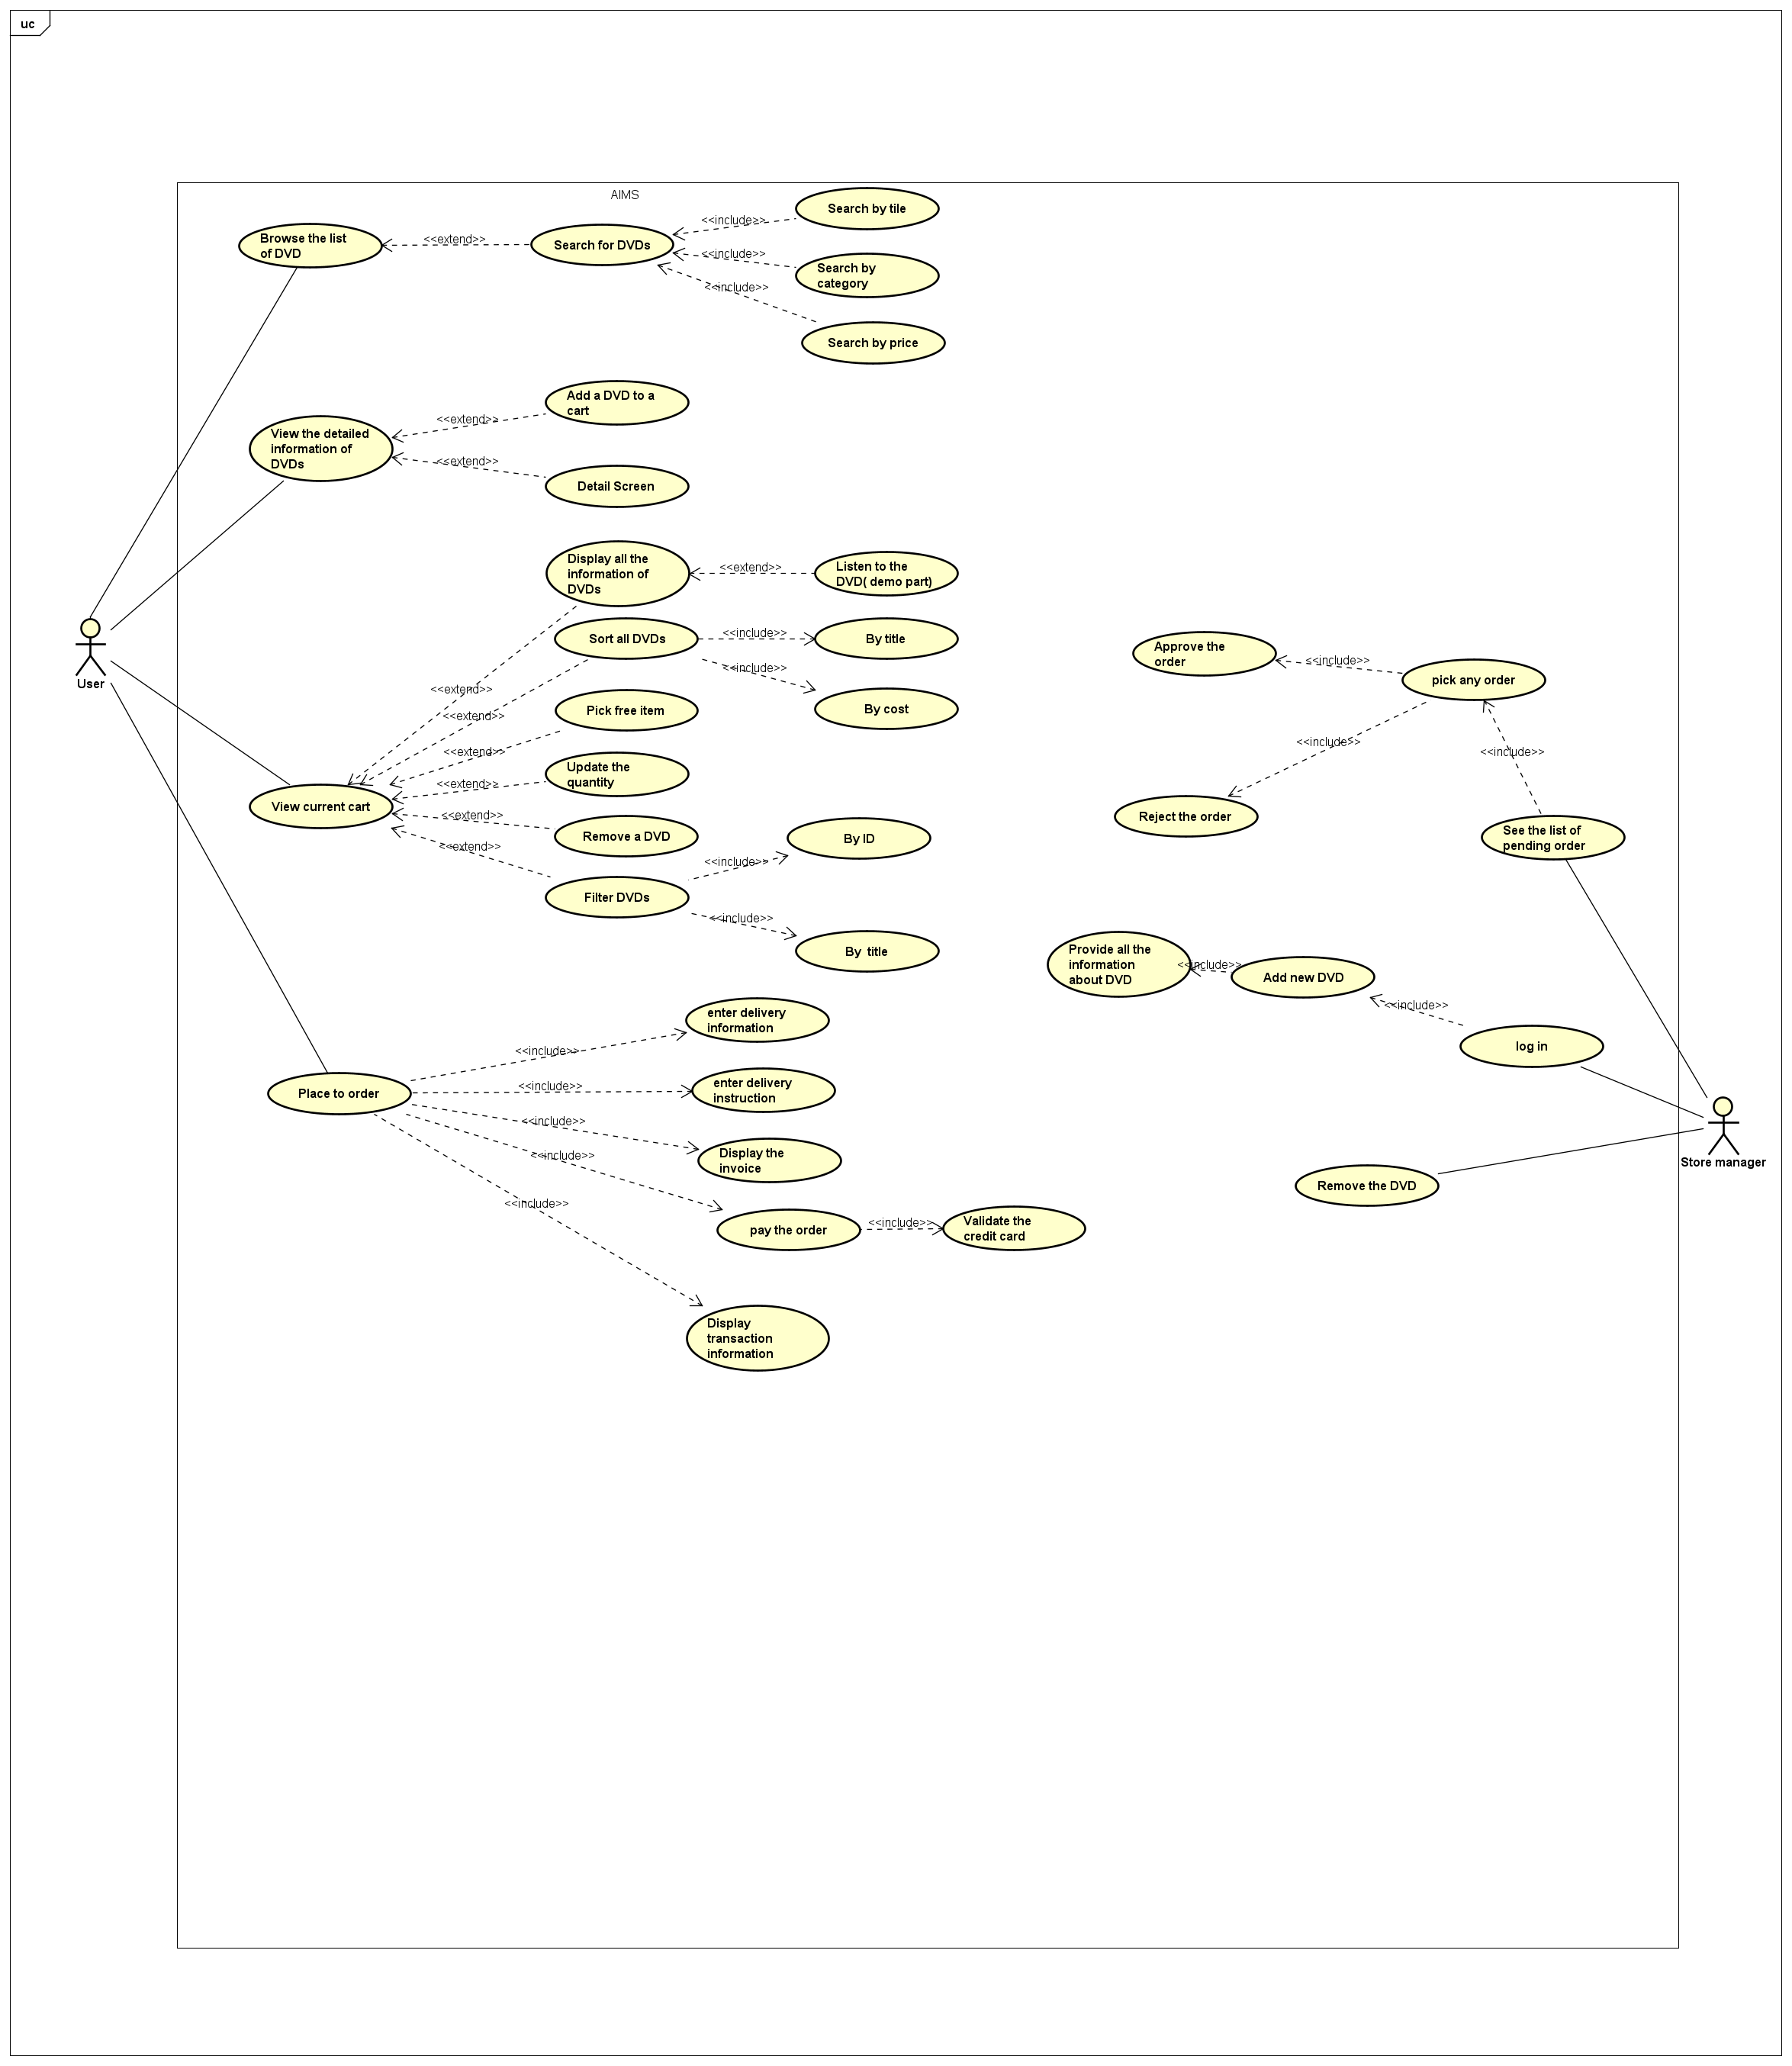 uc
AIMS
Browse the list
of DVD
<<extend>>
Search for DVDs
<<include>>
Search by tile
<<include>>
Search by
category
<<include>>
Search by price
View the detailed
information of
DVDs
<<extend>>
Add a DVD to a
cart
<<extend>>
Detail Screen
Display all the
information of
DVDs
<<extend>>
Listen to the
DVD( demo part)
Sort all DVDs
<<include>>
By title
<<include>>
By cost
<<extend>>
<<extend>>
Pick free item
<<extend>>
Update the
quantity
<<extend>>
View current cart
<<extend>>
Remove a DVD
<<extend>>
Filter DVDs
<<include>>
By ID
<<include>>
By  title
User
Place to order
<<include>>
enter delivery
information
<<include>>
enter delivery
instruction
<<include>>
Display the
invoice
<<include>>
pay the order
<<include>>
Validate the
credit card
<<include>>
Display
transaction
information
Approve the
order
<<include>>
pick any order
<<include>>
<<include>>
Reject the order
See the list of
pending order
Provide all the
information
about DVD
<<include>>
Add new DVD
<<include>>
log in
Store manager
Remove the DVD